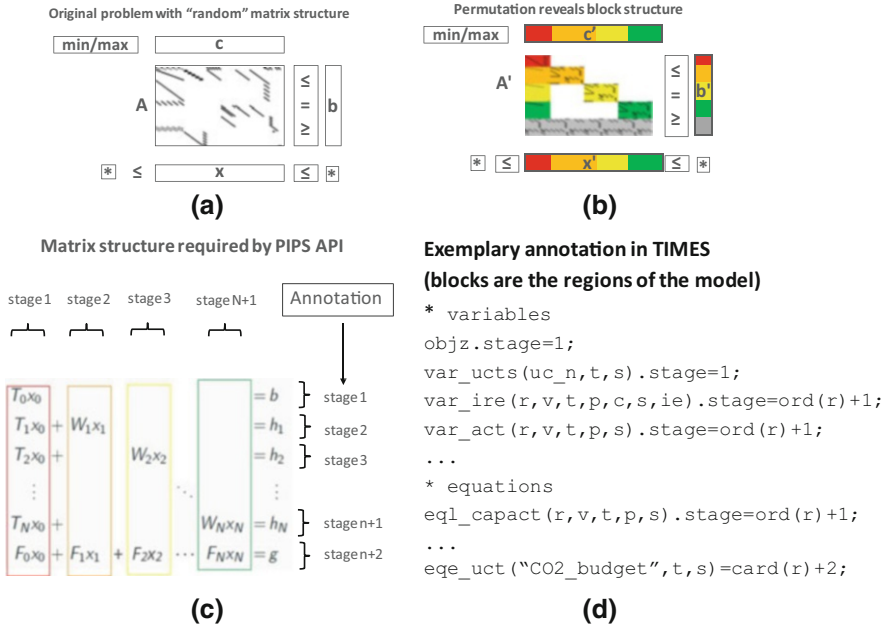 Original problem with “random” matrix structure
min/max
c
A
≤
=
≥
b
* ≤ x ≤ *
(a)
Permutation reveals block structure
min/max
c'
A'
≤
=
≥
b'
* ≤ x' ≤ *
(b)
Matrix structure required by PIPS API
stage1 stage2 stage3 stageN+1 Annotation
T₀x₀ = b stage1
T₁x₀ + W₁x₁ = h₁ stage2
T₂x₀ + W₂x₂ = h₂ stage3
⋮ ⋱ ⋮
T_Nx₀ + W_Nx_N = h_N stagen+1
F₀x₀ + F₁x₁ + F₂x₂ ⋯ F_Nx_N = g stagen+2
(c)
Exemplary annotation in TIMES
(blocks are the regions of the model)
* variables
objz.stage=1;
var_ucts(uc_n,t,s).stage=1;
var_ire(r,v,t,p,c,s,ie).stage=ord(r)+1;
var_act(r,v,t,p,s).stage=ord(r)+1;
...
* equations
eql_capact(r,v,t,p,s).stage=ord(r)+1;
...
eqe_uct(“CO2_budget”,t,s)=card(r)+2;
(d)